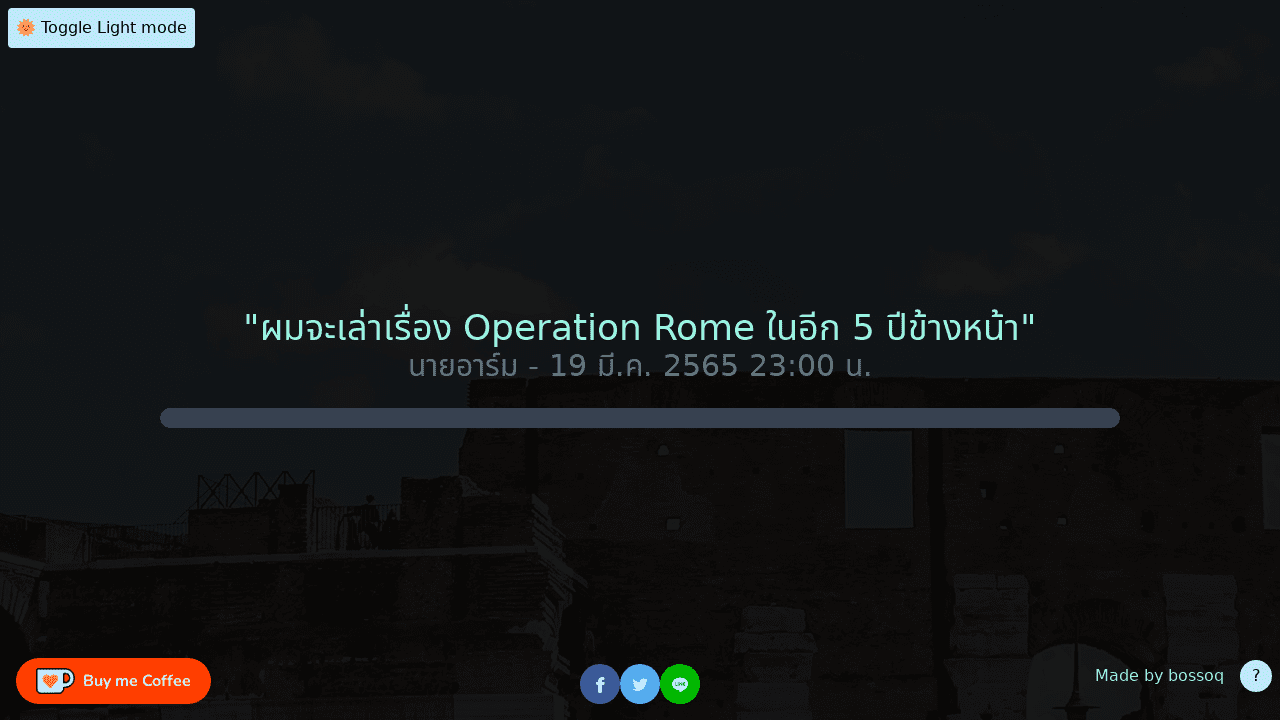 Toggle Light mode
"ผมจะเล่าเรื่อง Operation Rome ในอีก 5 ปีข้างหน้า"
นายอาร์ม - 19 มี.ค. 2565 23:00 น.
Buy me Coffee
LINE
Made by bossoq
?